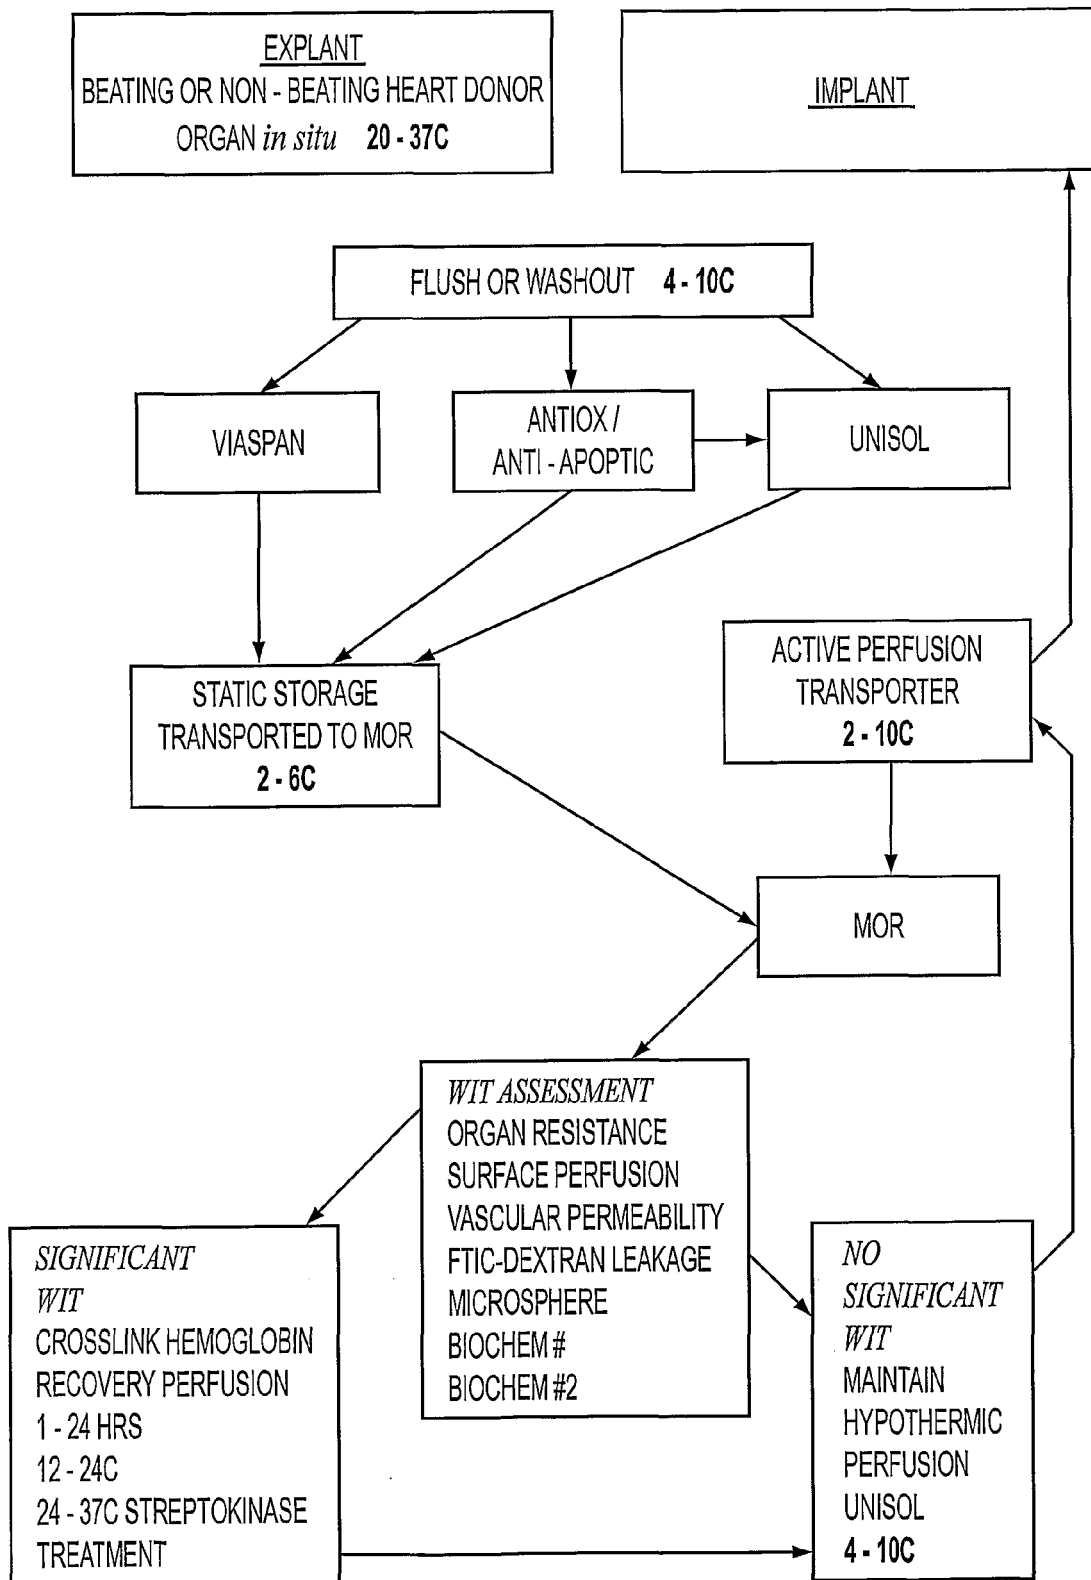 EXPLANT
BEATING OR NON - BEATING HEART DONOR
ORGAN in situ 20 - 37C
IMPLANT
FLUSH OR WASHOUT 4 - 10C
VIASPAN
ANTIOX /
ANTI - APOPTIC
UNISOL
STATIC STORAGE
TRANSPORTED TO MOR
2 - 6C
ACTIVE PERFUSION
TRANSPORTER
2 - 10C
MOR
WIT ASSESSMENT
ORGAN RESISTANCE
SURFACE PERFUSION
VASCULAR PERMEABILITY
FTIC-DEXTRAN LEAKAGE
MICROSPHERE
BIOCHEM #
BIOCHEM #2
SIGNIFICANT
WIT
CROSSLINK HEMOGLOBIN
RECOVERY PERFUSION
1 - 24 HRS
12 - 24C
24 - 37C STREPTOKINASE
TREATMENT
NO
SIGNIFICANT
WIT
MAINTAIN
HYPOTHERMIC
PERFUSION
UNISOL
4 - 10C